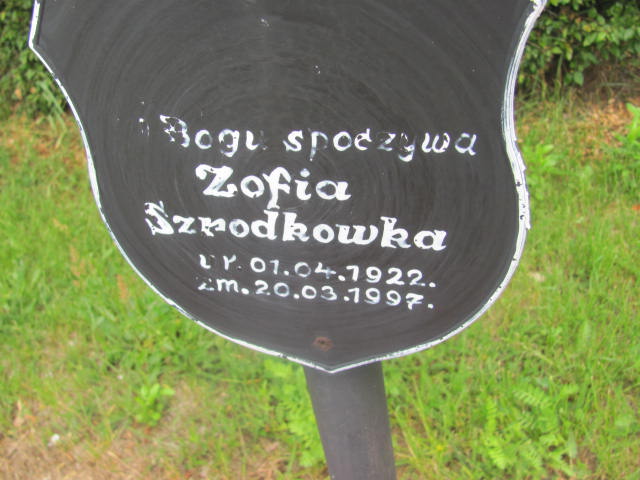 Bogu spoczywa
Zofia
Szrodkowka
ur. 01.04.1922.
zm. 20.03.1997.